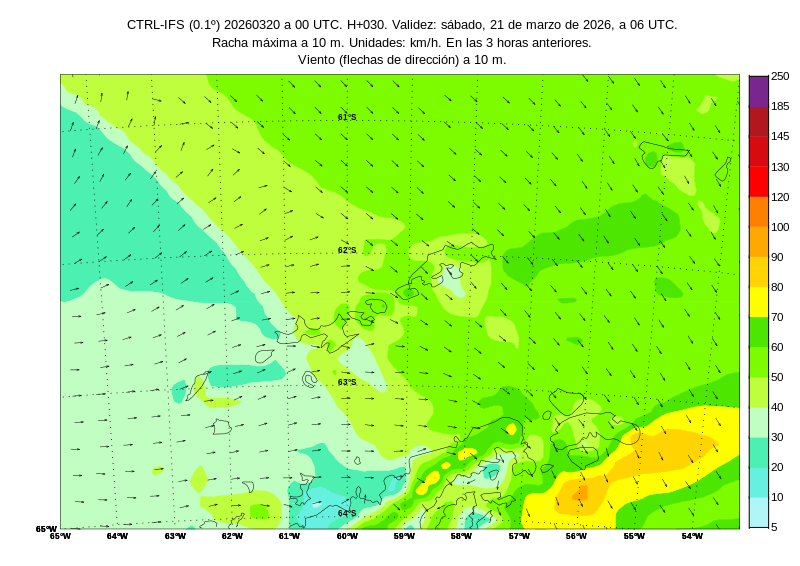 CTRL-IFS (0.1º) 20260320 a 00 UTC. H+030. Validez: sábado, 21 de marzo de 2026, a 06 UTC.
Racha máxima a 10 m. Unidades: km/h. En las 3 horas anteriores.
Viento (flechas de dirección) a 10 m.
250
185
145
130
120
100
90
80
70
60
50
40
30
20
10
5
61°S
62°S
63°S
64°S
65°W
65°W 64°W 63°W 62°W 61°W 60°W 59°W 58°W 57°W 56°W 55°W 54°W